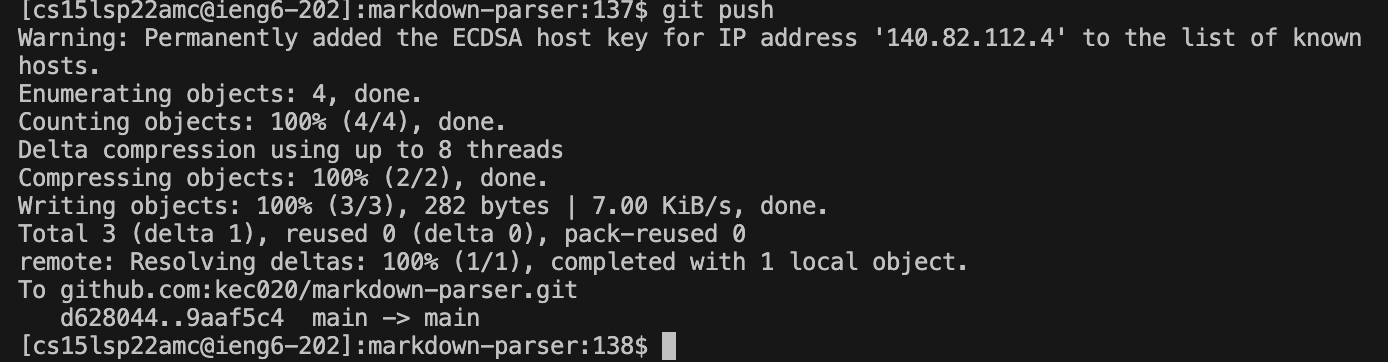 [cs15lsp22amc@ieng6-202]:markdown-parser:137$ git push
Warning: Permanently added the ECDSA host key for IP address '140.82.112.4' to the list of known
hosts.
Enumerating objects: 4, done.
Counting objects: 100% (4/4), done.
Delta compression using up to 8 threads
Compressing objects: 100% (2/2), done.
Writing objects: 100% (3/3), 282 bytes | 7.00 KiB/s, done.
Total 3 (delta 1), reused 0 (delta 0), pack-reused 0
remote: Resolving deltas: 100% (1/1), completed with 1 local object.
To github.com:kec020/markdown-parser.git
   d628044..9aaf5c4  main -> main
[cs15lsp22amc@ieng6-202]:markdown-parser:138$